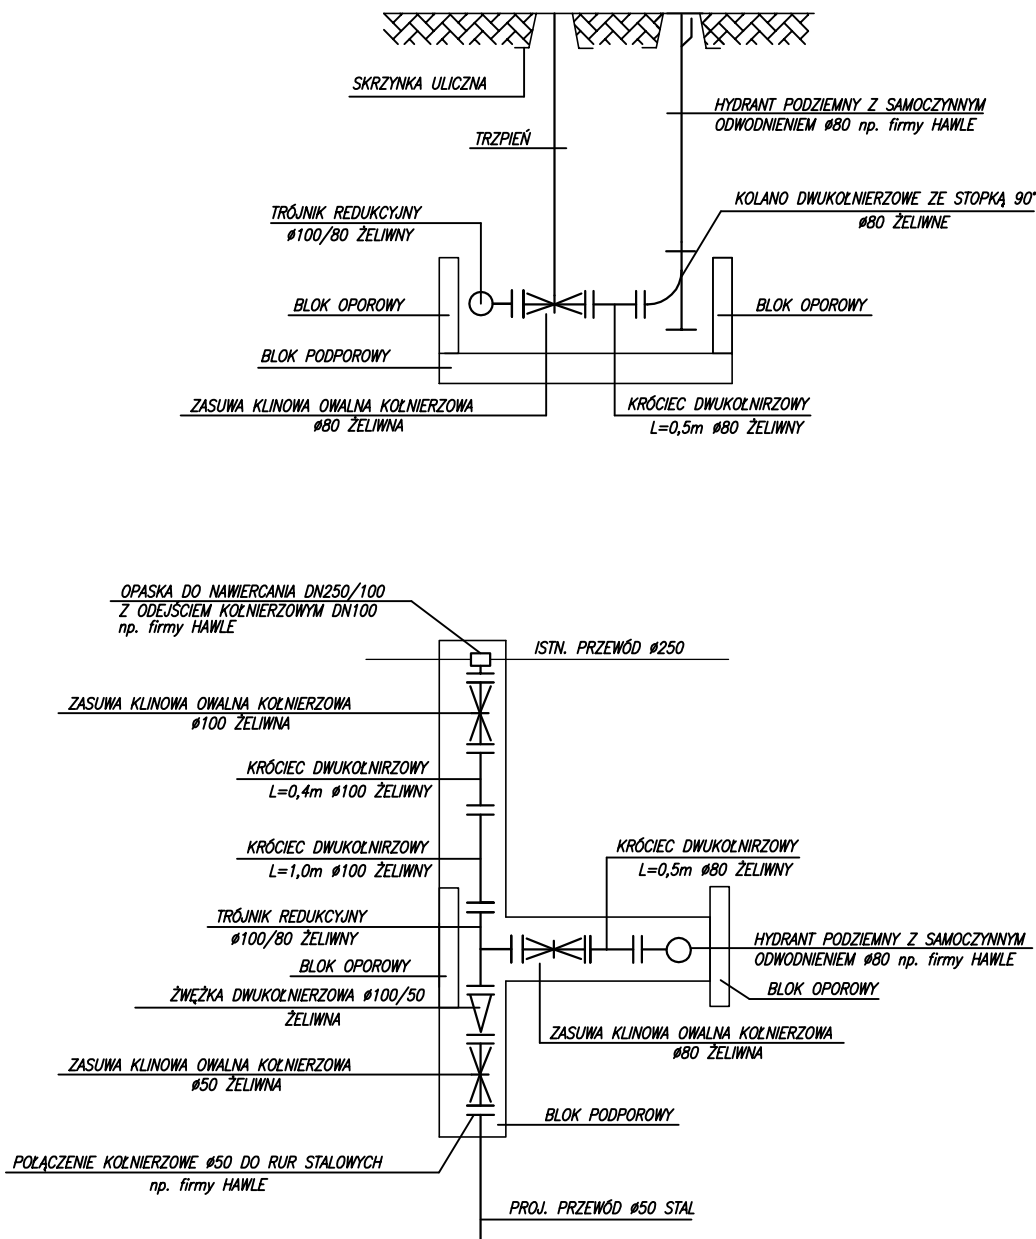 SKRZYNKA ULICZNA
HYDRANT PODZIEMNY Z SAMOCZYNNYM
ODWODNIENIEM ø80 np. firmy HAWLE
TRZPIEŃ
KOLANO DWUKOŁNIERZOWE ZE STOPKĄ 90°
ø80 ŻELIWNE
TRÓJNIK REDUKCYJNY
ø100/80 ŻELIWNY
BLOK OPOROWY
BLOK OPOROWY
BLOK PODPOROWY
ZASUWA KLINOWA OWALNA KOŁNIERZOWA
ø80 ŻELIWNA
KRÓCIEC DWUKOŁNIRZOWY
L=0,5m ø80 ŻELIWNY
OPASKA DO NAWIERCANIA DN250/100
Z ODEJŚCIEM KOŁNIERZOWYM DN100
np. firmy HAWLE
ISTN. PRZEWÓD ø250
ZASUWA KLINOWA OWALNA KOŁNIERZOWA
ø100 ŻELIWNA
KRÓCIEC DWUKOŁNIRZOWY
L=0,4m ø100 ŻELIWNY
KRÓCIEC DWUKOŁNIRZOWY
L=1,0m ø100 ŻELIWNY
KRÓCIEC DWUKOŁNIRZOWY
L=0,5m ø80 ŻELIWNY
TRÓJNIK REDUKCYJNY
ø100/80 ŻELIWNY
HYDRANT PODZIEMNY Z SAMOCZYNNYM
ODWODNIENIEM ø80 np. firmy HAWLE
BLOK OPOROWY
BLOK OPOROWY
ŻWĘŻKA DWUKOŁNIERZOWA ø100/50
ŻELIWNA
ZASUWA KLINOWA OWALNA KOŁNIERZOWA
ø80 ŻELIWNA
ZASUWA KLINOWA OWALNA KOŁNIERZOWA
ø50 ŻELIWNA
BLOK PODPOROWY
POŁĄCZENIE KOŁNIERZOWE ø50 DO RUR STALOWYCH
np. firmy HAWLE
PROJ. PRZEWÓD ø50 STAL